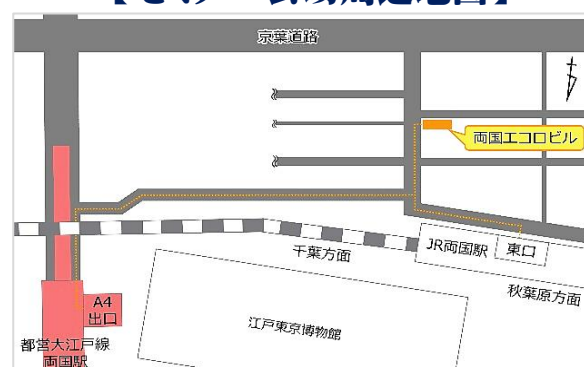 京葉道路
両国エコロビル
千葉方面
JR両国駅
東口
秋葉原方面
A4
出口
江戸東京博物館
都営大江戸線
両国駅